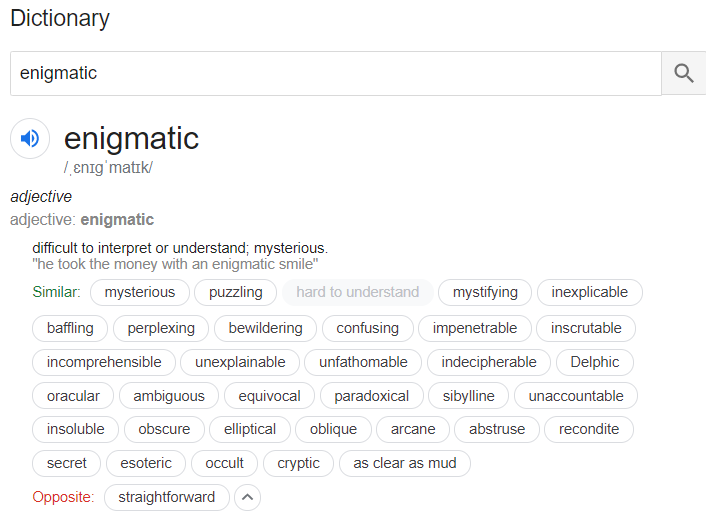 Dictionary
enigmatic
enigmatic
/ˌɛnɪɡˈmatɪk/
adjective
adjective: enigmatic
difficult to interpret or understand; mysterious.
"he took the money with an enigmatic smile"
Similar: mysterious puzzling hard to understand mystifying inexplicable
baffling perplexing bewildering confusing impenetrable inscrutable
incomprehensible unexplainable unfathomable indecipherable Delphic
oracular ambiguous equivocal paradoxical sibylline unaccountable
insoluble obscure elliptical oblique arcane abstruse recondite
secret esoteric occult cryptic as clear as mud
Opposite: straightforward